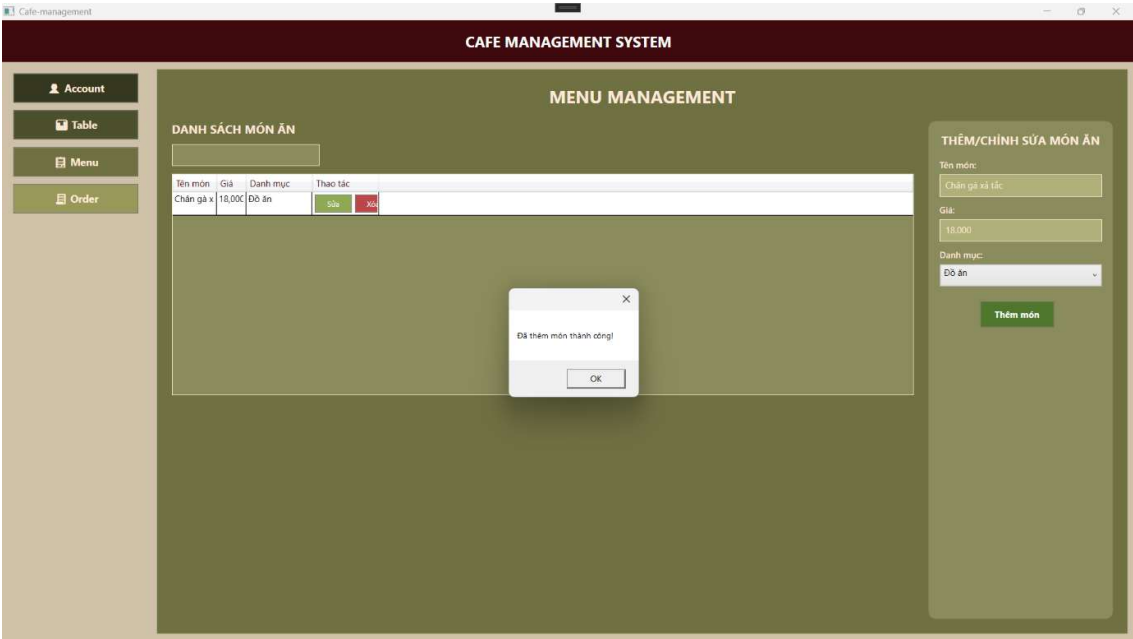 Cafe-management
CAFE MANAGEMENT SYSTEM
Account
Table
Menu
Order
MENU MANAGEMENT
DANH SÁCH MÓN ĂN
Tên món Giá Danh mục Thao tác
Chân gà x 18,000 Đồ ăn Sửa Xóa
Đã thêm món thành công!
OK
THÊM/CHỈNH SỬA MÓN ĂN
Tên món:
Chân gà xả tắc
Giá:
18.000
Danh mục:
Đồ ăn
Thêm món